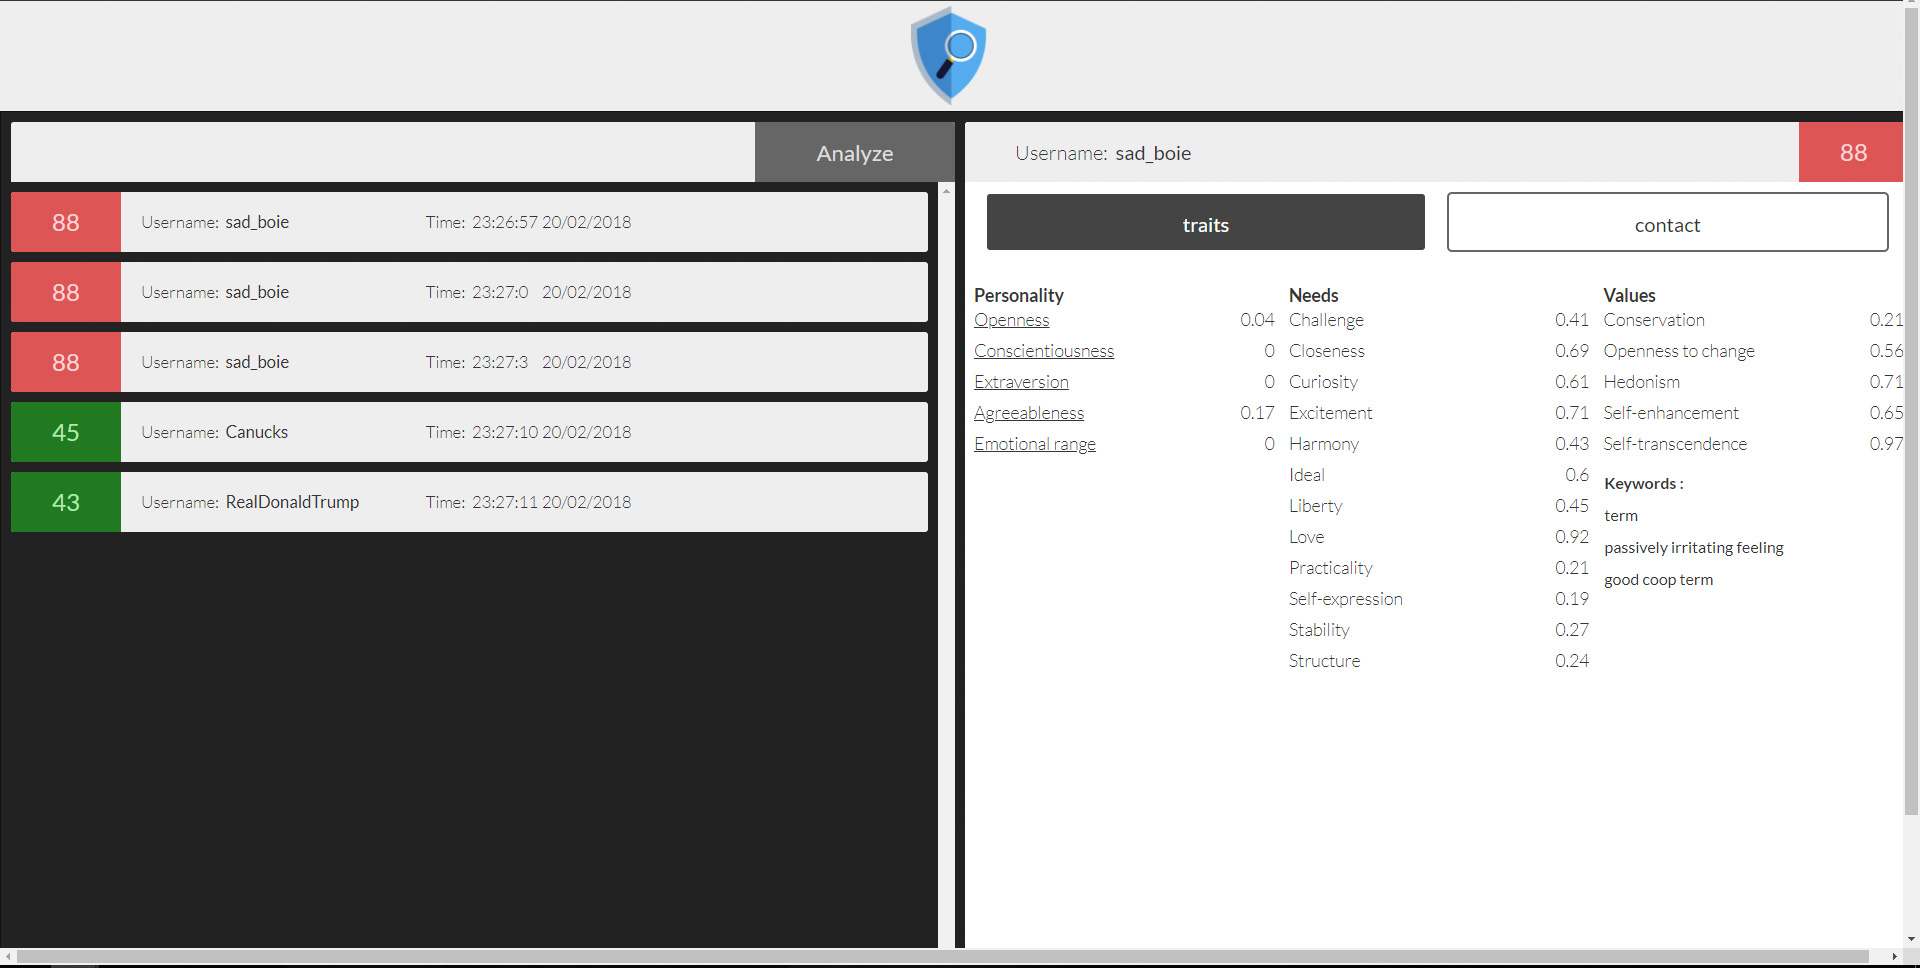 Analyze
88 Username: sad_boie Time: 23:26:57 20/02/2018
88 Username: sad_boie Time: 23:27:0 20/02/2018
88 Username: sad_boie Time: 23:27:3 20/02/2018
45 Username: Canucks Time: 23:27:10 20/02/2018
43 Username: RealDonaldTrump Time: 23:27:11 20/02/2018
Username: sad_boie 88
traits contact
Personality
Openness 0.04
Conscientiousness 0
Extraversion 0
Agreeableness 0.17
Emotional range 0
Needs
Challenge 0.41
Closeness 0.69
Curiosity 0.61
Excitement 0.71
Harmony 0.43
Ideal 0.6
Liberty 0.45
Love 0.92
Practicality 0.21
Self-expression 0.19
Stability 0.27
Structure 0.24
Values
Conservation 0.21
Openness to change 0.56
Hedonism 0.71
Self-enhancement 0.65
Self-transcendence 0.97
Keywords :
term
passively irritating feeling
good coop term